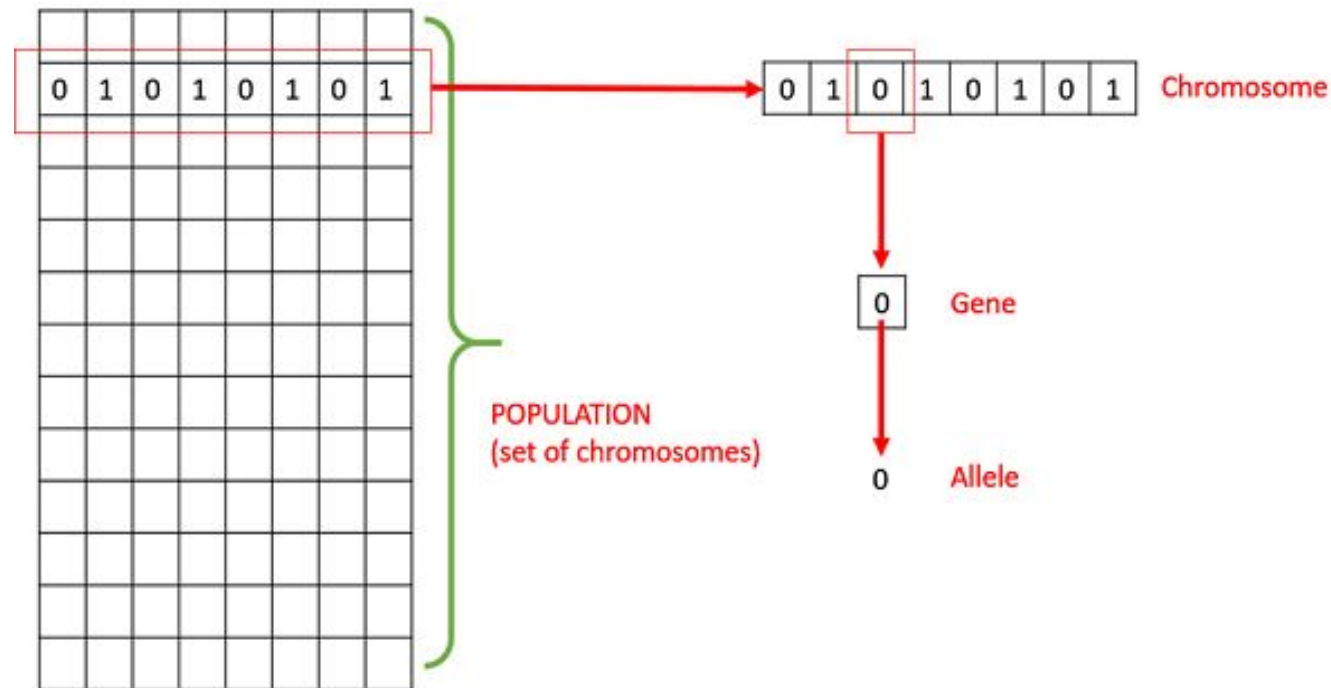 0 1 0 1 0 1 0 1
0 1 0 1 0 1 0 1 Chromosome
0 Gene
POPULATION
(set of chromosomes)
0 Allele